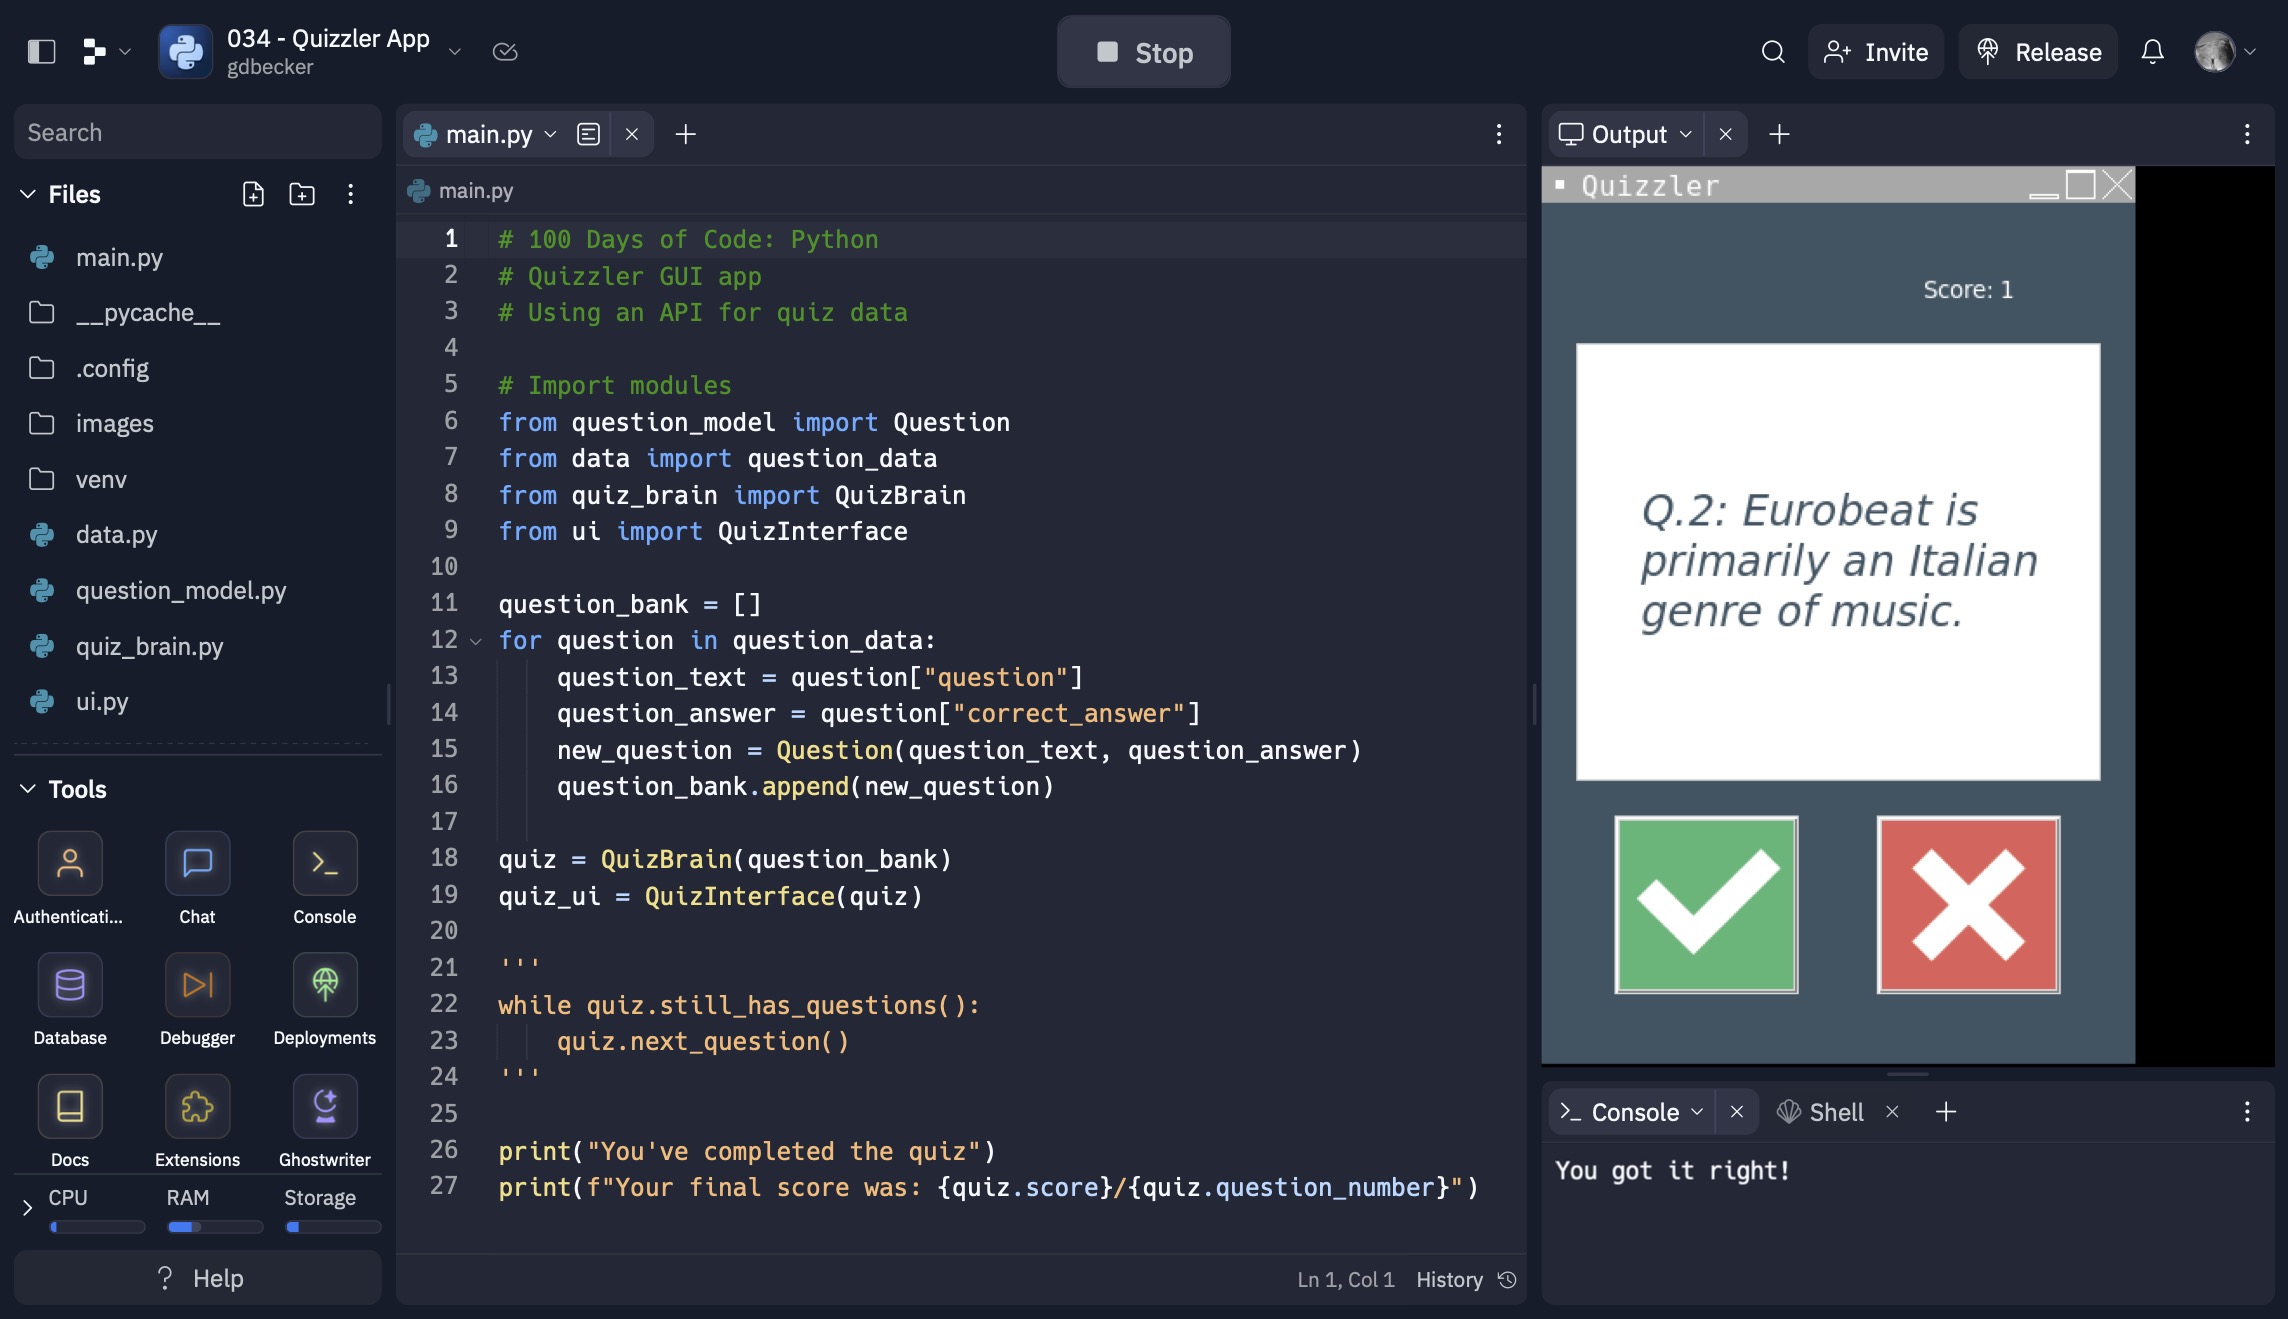 034 - Quizzler App
gdbecker
Stop
Invite
Release
Search
Files
main.py
__pycache__
.config
images
venv
data.py
question_model.py
quiz_brain.py
ui.py
Tools
Authenticati...
Chat
Console
Database
Debugger
Deployments
Docs
Extensions
Ghostwriter
CPU
RAM
Storage
? Help
main.py
main.py
1 # 100 Days of Code: Python
2 # Quizzler GUI app
3 # Using an API for quiz data
4
5 # Import modules
6 from question_model import Question
7 from data import question_data
8 from quiz_brain import QuizBrain
9 from ui import QuizInterface
10
11 question_bank = []
12 for question in question_data:
13     question_text = question["question"]
14     question_answer = question["correct_answer"]
15     new_question = Question(question_text, question_answer)
16     question_bank.append(new_question)
17
18 quiz = QuizBrain(question_bank)
19 quiz_ui = QuizInterface(quiz)
20
21 '''
22 while quiz.still_has_questions():
23     quiz.next_question()
24 '''
25
26 print("You've completed the quiz")
27 print(f"Your final score was: {quiz.score}/{quiz.question_number}")
Ln 1, Col 1 History
Output
Quizzler
Score: 1
Q.2: Eurobeat is
primarily an Italian
genre of music.
Console
Shell
You got it right!